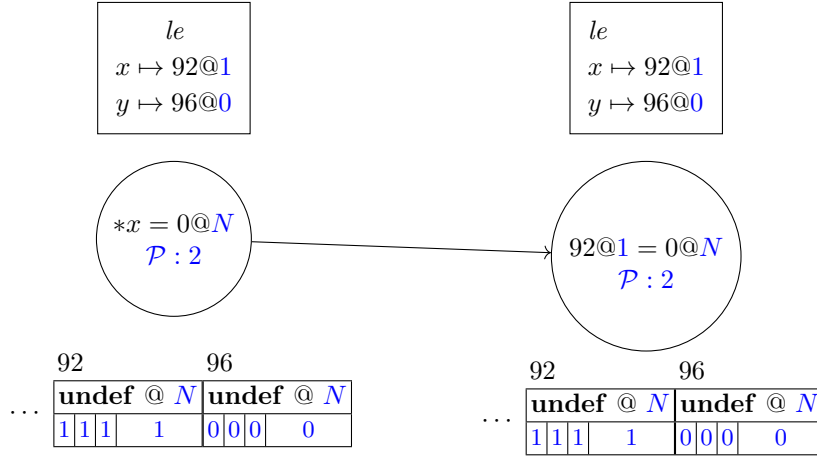 le
x ↦ 92@1
y ↦ 96@0
le
x ↦ 92@1
y ↦ 96@0
∗x = 0@N
𝒫 : 2
92@1 = 0@N
𝒫 : 2
92 96
... undef @ N undef @ N
1 1 1 1 0 0 0 0
92 96
... undef @ N undef @ N
1 1 1 1 0 0 0 0